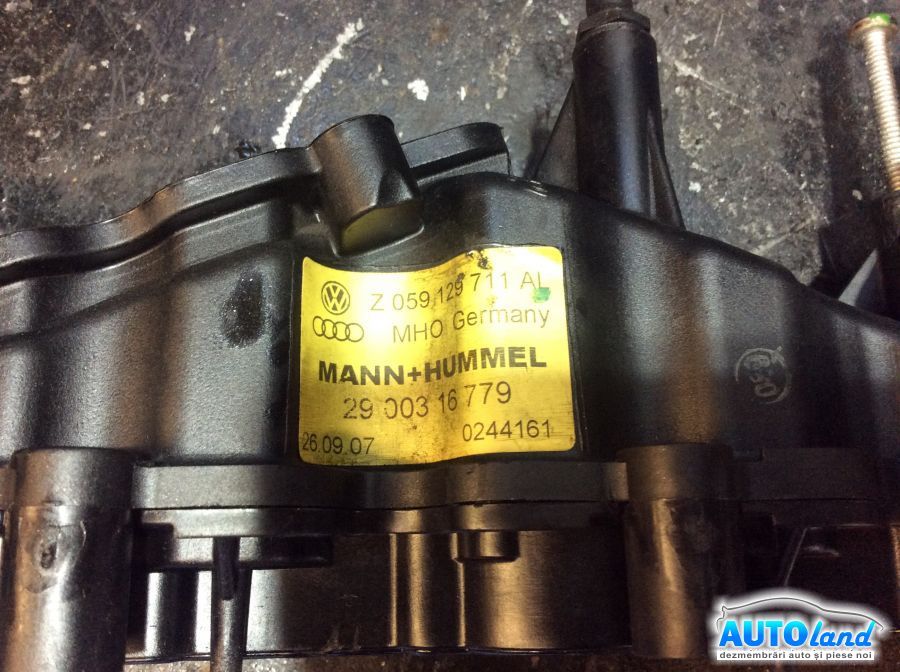 Z 059 129 711 AL
MHO Germany
MANN+HUMMEL
29 003 16 779
26.09.07 0244161
AUTOland
dezmembrări auto și piese noi